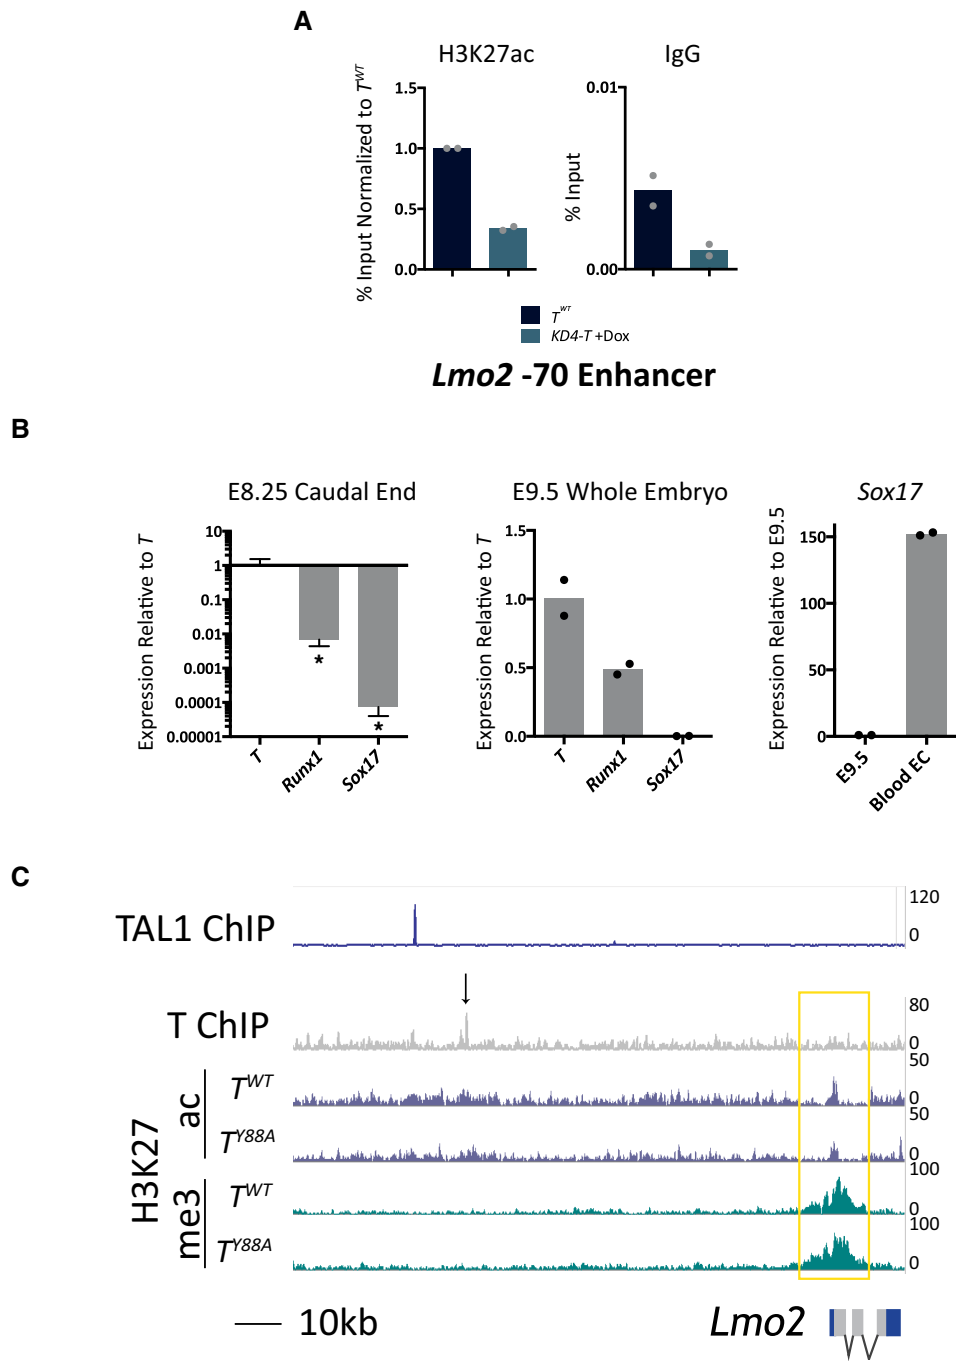 A
H3K27ac
IgG
% Input Normalized to T^WT
1.5
1.0
0.5
0.0
% Input
0.01
0.00
T^WT
KD4-T +Dox
Lmo2 -70 Enhancer
B
E8.25 Caudal End
E9.5 Whole Embryo
Sox17
Expression Relative to T
10
1
0.1
0.01
0.001
0.0001
0.00001
*
*
T
Runx1
Sox17
Expression Relative to T
1.5
1.0
0.5
0.0
T
Runx1
Sox17
Expression Relative to E9.5
150
100
50
0
E9.5
Blood EC
C
TAL1 ChIP
120
0
T ChIP
80
0
H3K27
ac
T^WT
50
0
T^Y88A
50
0
me3
T^WT
100
0
T^Y88A
100
0
10kb
Lmo2